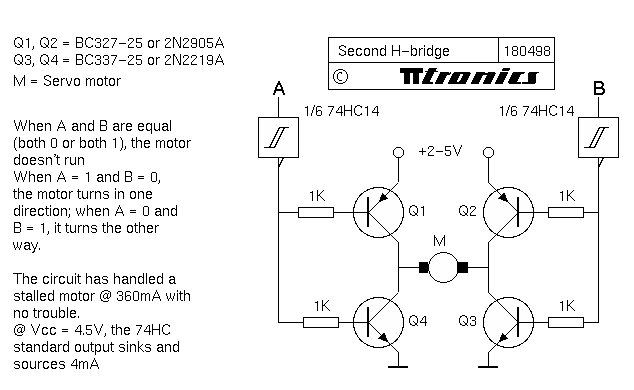 Q1, Q2 = BC327-25 or 2N2905A
Q3, Q4 = BC337-25 or 2N2219A
M = Servo motor
Second H-bridge
180498
©
TTtronics
A
B
1/6 74HC14
1/6 74HC14
When A and B are equal
(both 0 or both 1), the motor
doesn't run
When A = 1 and B = 0,
the motor turns in one
direction; when A = 0 and
B = 1, it turns the other
way.
The circuit has handled a
stalled motor @ 360mA with
no trouble.
@ Vcc = 4.5V, the 74HC
standard output sinks and
sources 4mA
+2-5V
1K
Q1
Q2
1K
M
1K
Q4
Q3
1K